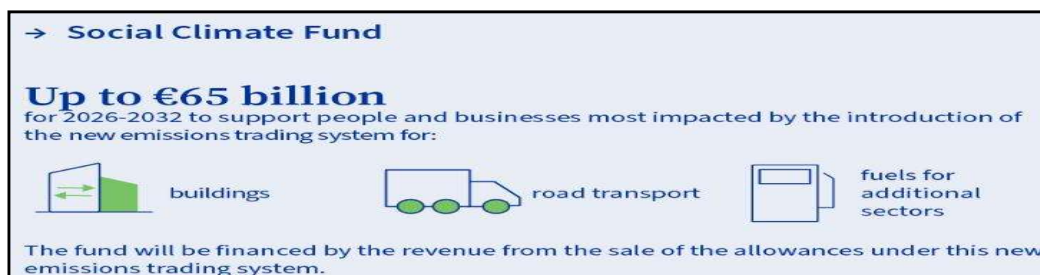 → Social Climate Fund
Up to €65 billion
for 2026-2032 to support people and businesses most impacted by the introduction of
the new emissions trading system for:
buildings
road transport
fuels for
additional
sectors
The fund will be financed by the revenue from the sale of the allowances under this new
emissions trading system.